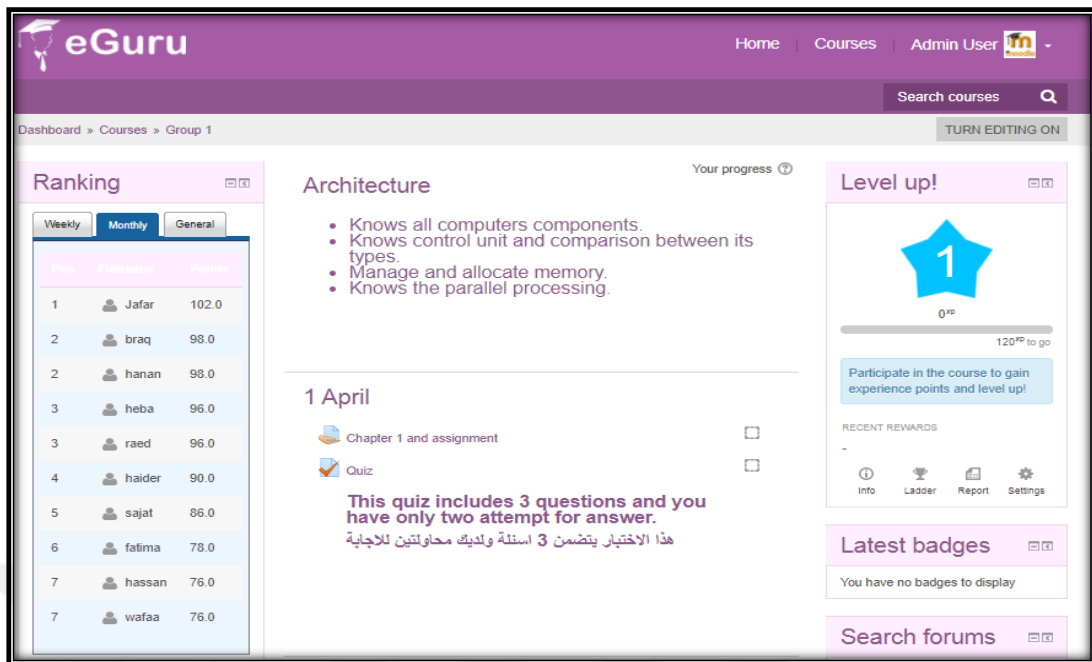 eGuru
Home
Courses
Admin User
moodle
Search courses
Dashboard » Courses » Group 1
TURN EDITING ON
Ranking
Weekly
Monthly
General
Pos Fullname Points
1 Jafar 102.0
2 braq 98.0
2 hanan 98.0
3 heba 96.0
3 raed 96.0
4 haider 90.0
5 sajat 86.0
6 fatima 78.0
7 hassan 76.0
7 wafaa 76.0
Your progress
Architecture
• Knows all computers components.
• Knows control unit and comparison between its
types.
• Manage and allocate memory.
• Knows the parallel processing.
1 April
Chapter 1 and assignment
Quiz
This quiz includes 3 questions and you
have only two attempt for answer.
هذا الاختبار يتضمن 3 اسئلة ولديك محاولتين للاجابة
Level up!
1
0xp
120xp to go
Participate in the course to gain
experience points and level up!
RECENT REWARDS
-
Info
Ladder
Report
Settings
Latest badges
You have no badges to display
Search forums